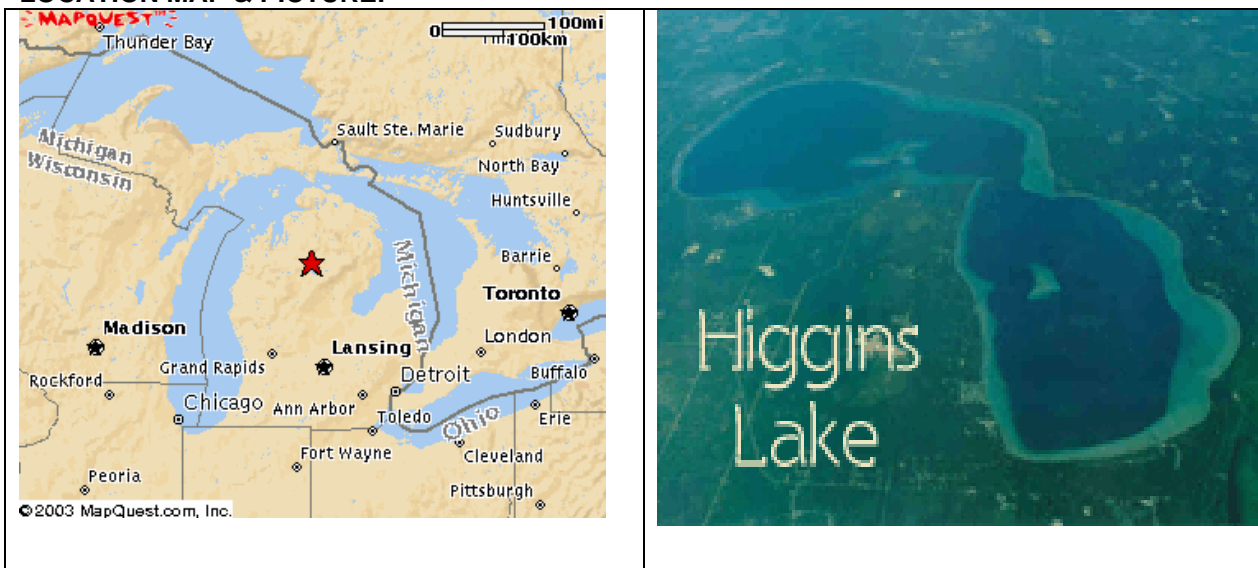 LOCATION MAP & PICTURE:
MAPQUEST
0 100mi
100km
Thunder Bay
Sault Ste. Marie
Sudbury
North Bay
Michigan
Wisconsin
Huntsville
Barrie
Michigan
Toronto
Madison
London
Lansing
Grand Rapids
Detroit
Buffalo
Rockford
Chicago
Ann Arbor
Toledo
Ohio
Erie
Fort Wayne
Cleveland
Peoria
Pittsburgh
©2003 MapQuest.com, Inc.
Higgins
Lake